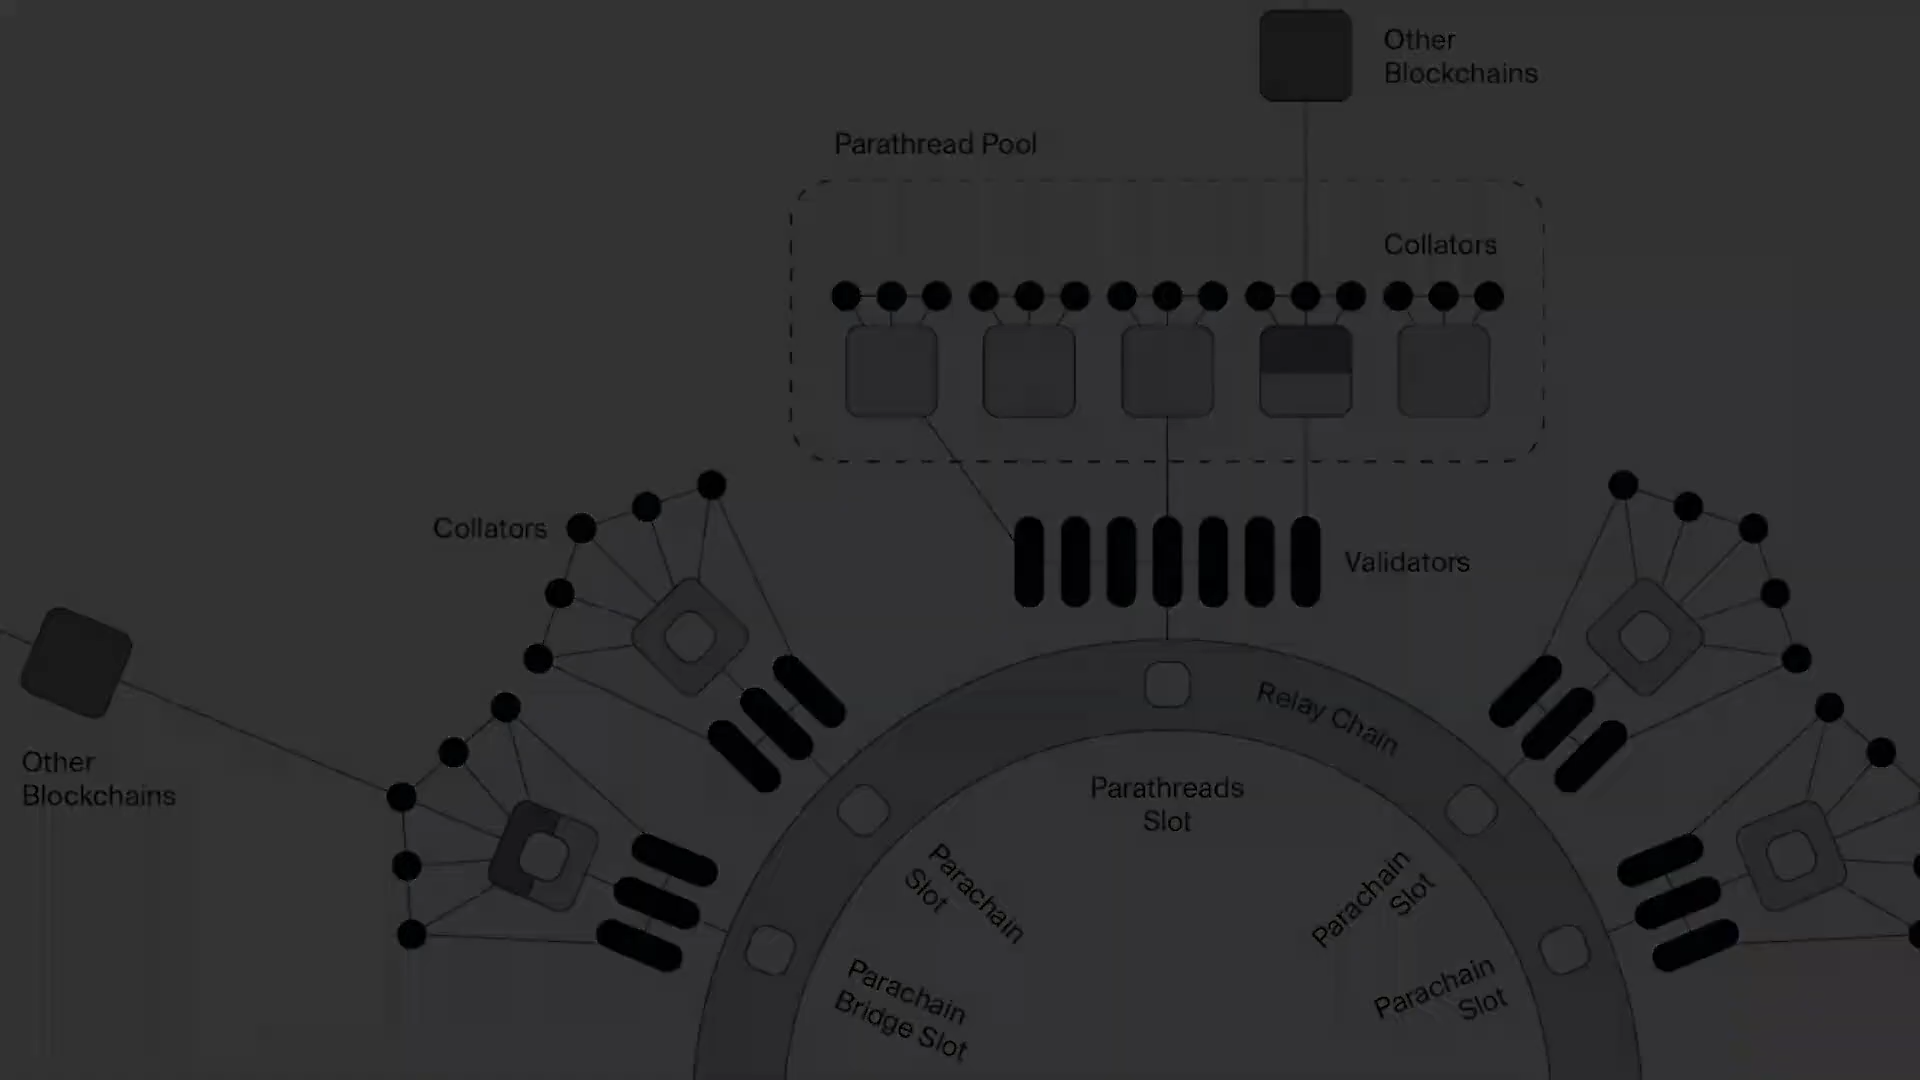 Other
Blockchains
Parathread Pool
Collators
Collators
Validators
Other
Blockchains
Relay Chain
Parathreads
Slot
Parachain
Slot
Parachain
Slot
Parachain
Bridge Slot
Parachain
Slot